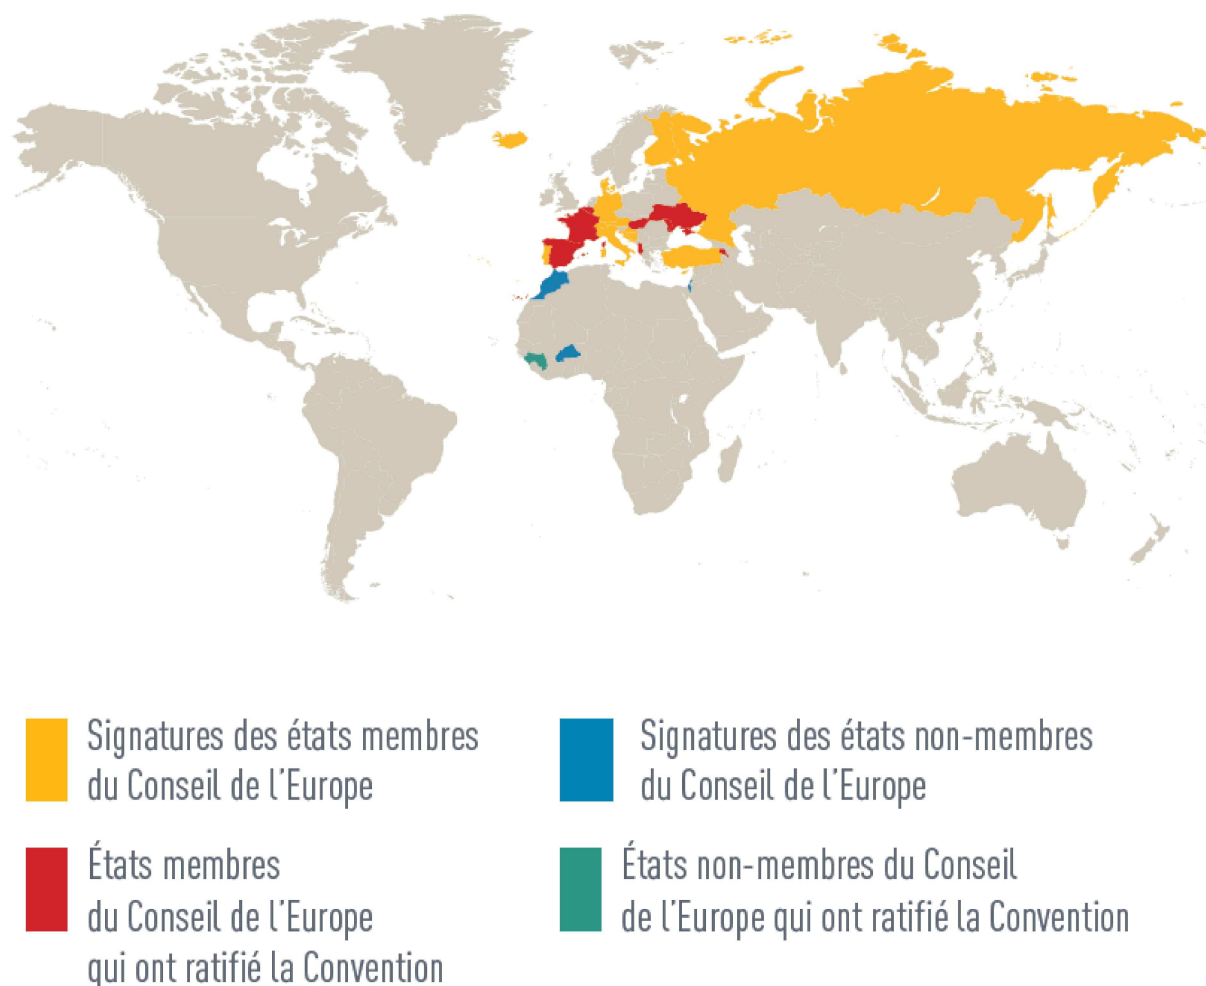 Signatures des états membres
du Conseil de l'Europe
Signatures des états non-membres
du Conseil de l'Europe
États membres
du Conseil de l'Europe
qui ont ratifié la Convention
États non-membres du Conseil
de l'Europe qui ont ratifié la Convention